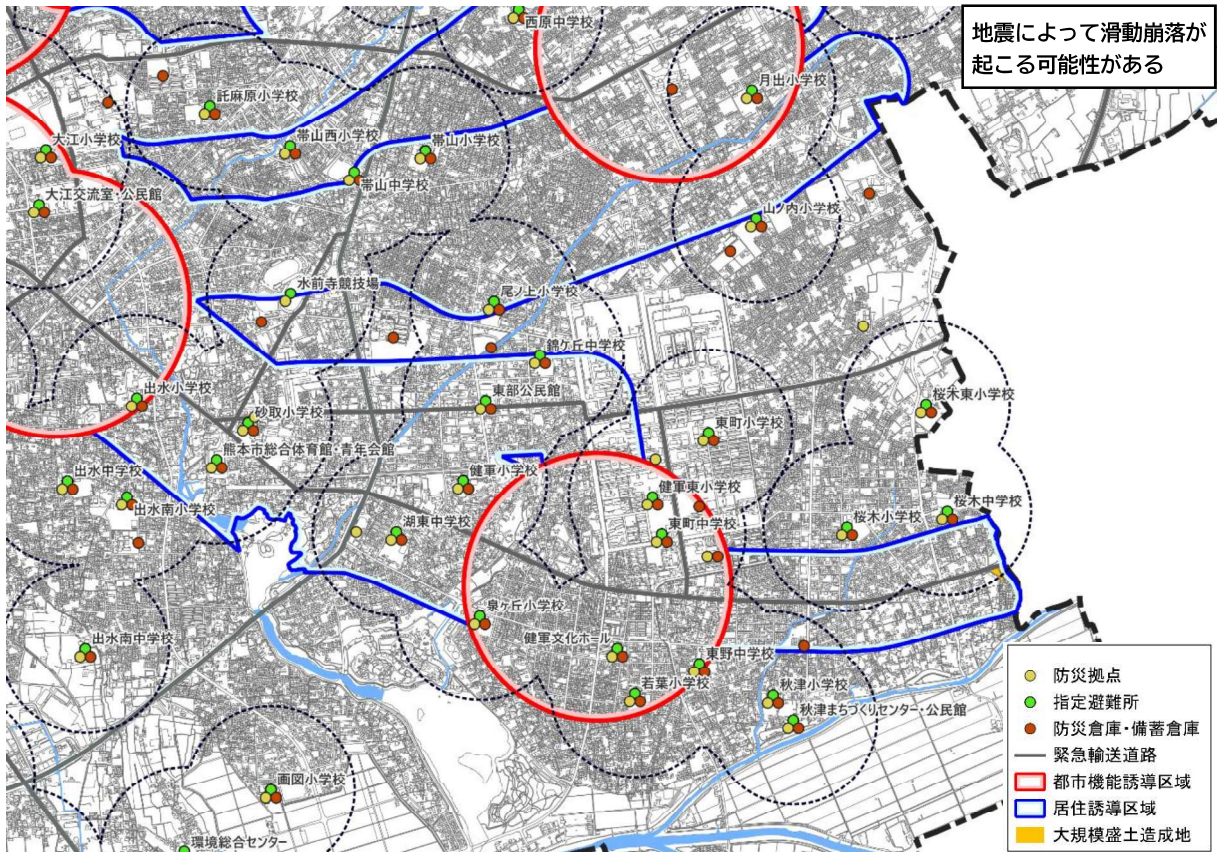 地震によって滑動崩落が
起こる可能性がある
西原中学校
託麻原小学校
月出小学校
大江小学校
帯山西小学校
帯山小学校
帯山中学校
大江交流室・公民館
山ノ内小学校
水前寺競技場
尾ノ上小学校
錦ケ丘中学校
出水小学校
東部公民館
桜木東小学校
砂取小学校
東町小学校
熊本市総合体育館・青年会館
出水中学校
健軍小学校
健軍東小学校
出水南小学校
湖東中学校
東町中学校
桜木小学校
桜木中学校
泉ケ丘小学校
出水南中学校
健軍文化ホール
東野中学校
若葉小学校
秋津小学校
秋津まちづくりセンター・公民館
画図小学校
環境総合センター
防災拠点
指定避難所
防災倉庫・備蓄倉庫
緊急輸送道路
都市機能誘導区域
居住誘導区域
大規模盛土造成地